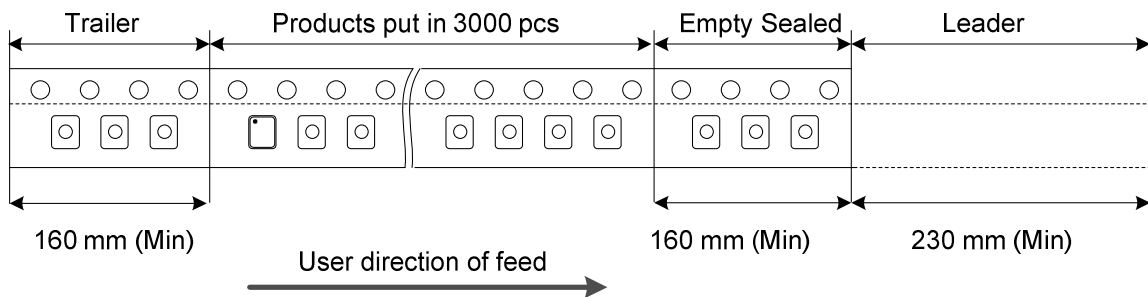 Trailer
Products put in 3000 pcs
Empty Sealed
Leader
160 mm (Min)
160 mm (Min)
230 mm (Min)
User direction of feed